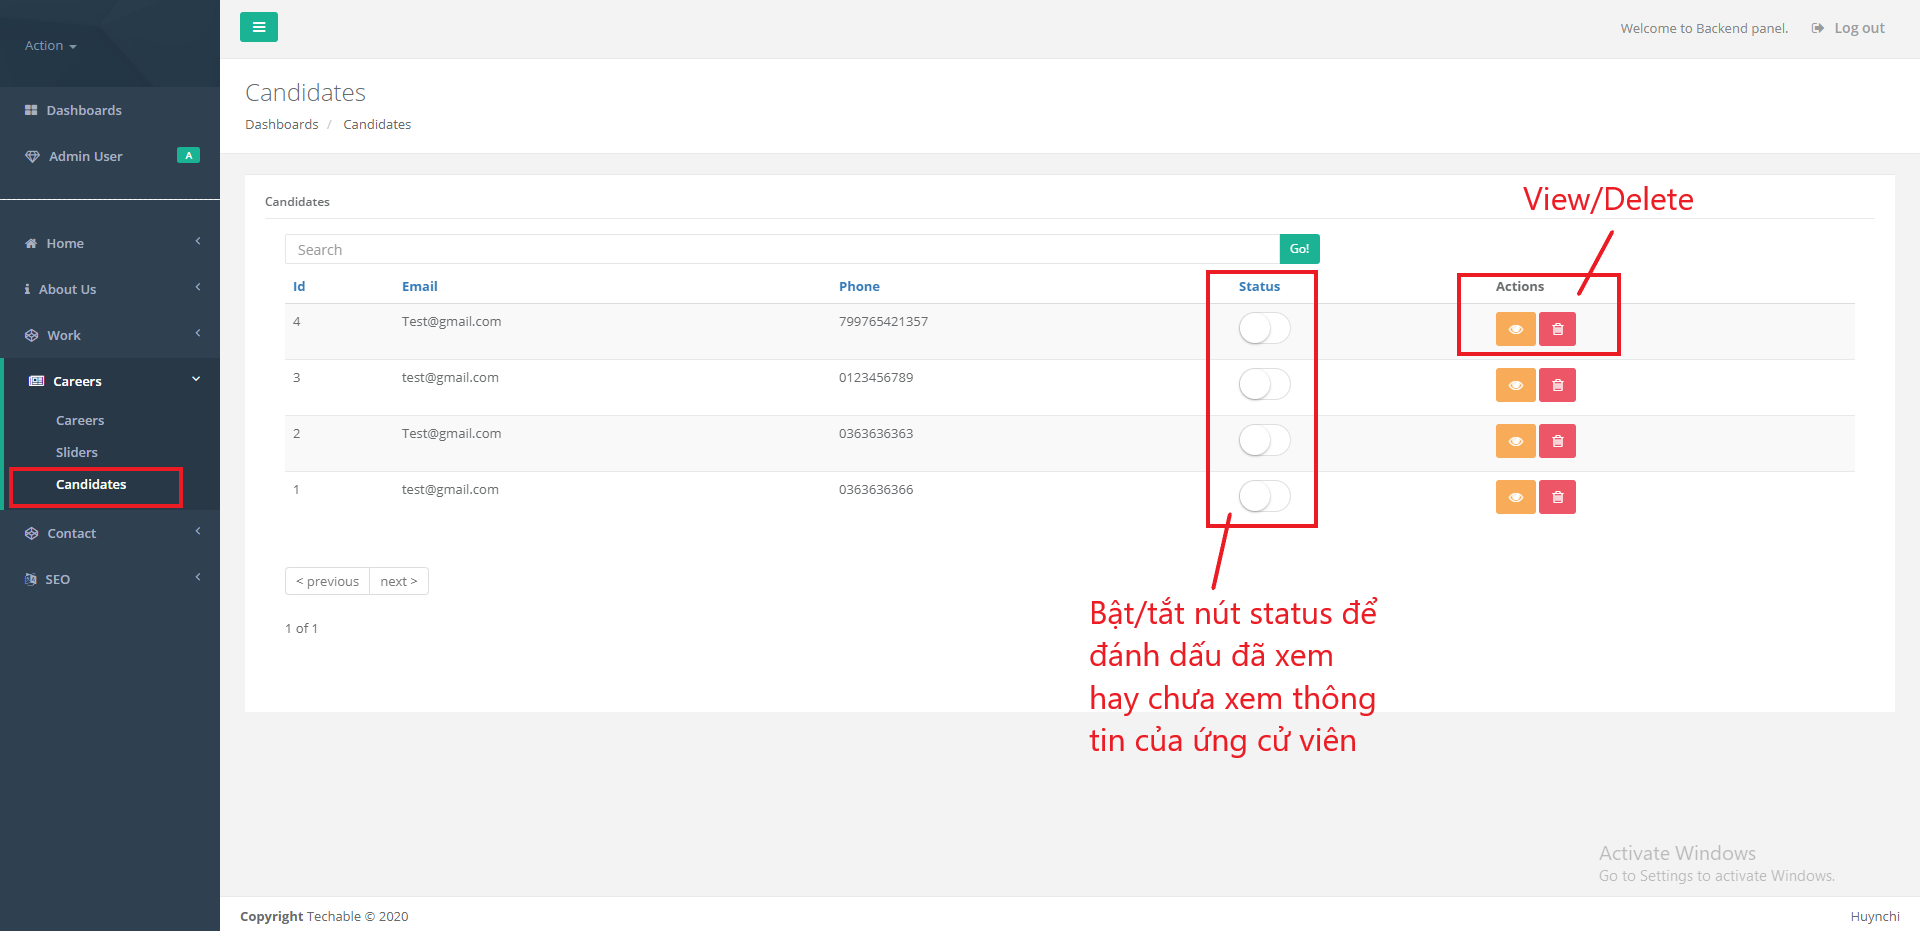 Action
Welcome to Backend panel. Log out
Candidates
Dashboards / Candidates
Dashboards
Admin User A
Home
About Us
Work
Careers
Careers
Sliders
Candidates
Contact
SEO
Candidates
View/Delete
Search Go!
Id Email Phone Status Actions
4 Test@gmail.com 799765421357
3 test@gmail.com 0123456789
2 Test@gmail.com 0363636363
1 test@gmail.com 0363636366
< previous next >
1 of 1
Bật/tắt nút status để
đánh dấu đã xem
hay chưa xem thông
tin của ứng cử viên
Activate Windows
Go to Settings to activate Windows.
Copyright Techable © 2020
Huynchi